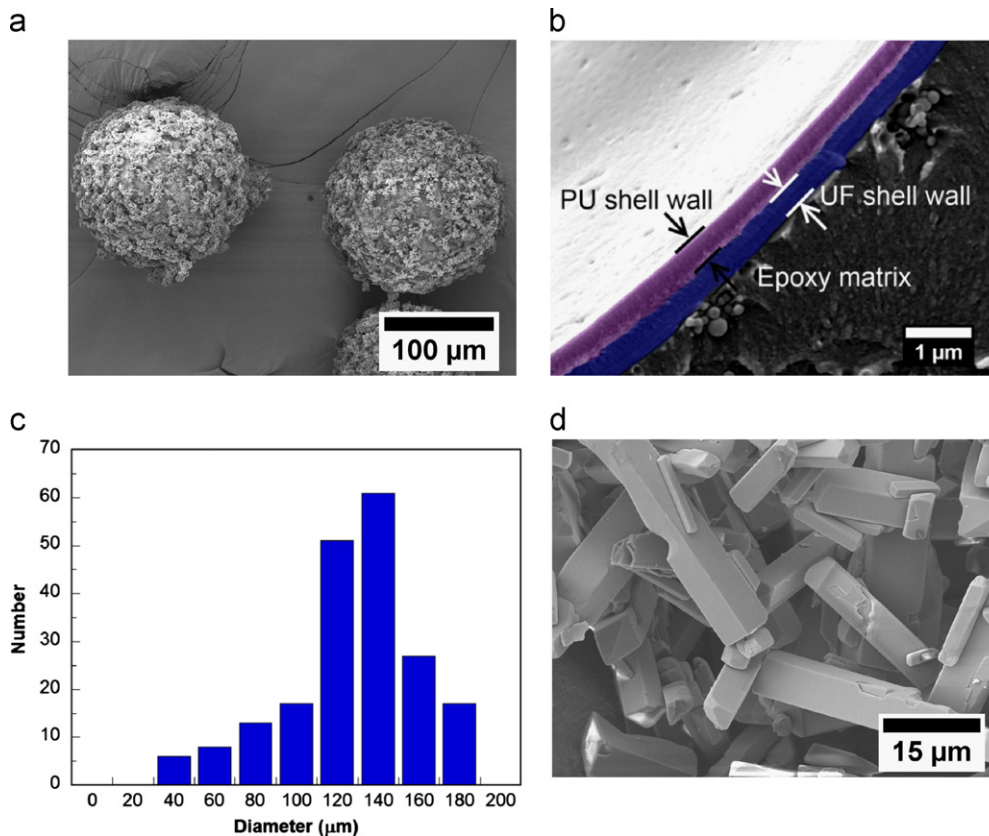 a
100 µm
b
PU shell wall
UF shell wall
Epoxy matrix
1 µm
c
70
60
50
40
30
20
10
0
Number
0 20 40 60 80 100 120 140 160 180 200
Diameter (µm)
d
15 µm